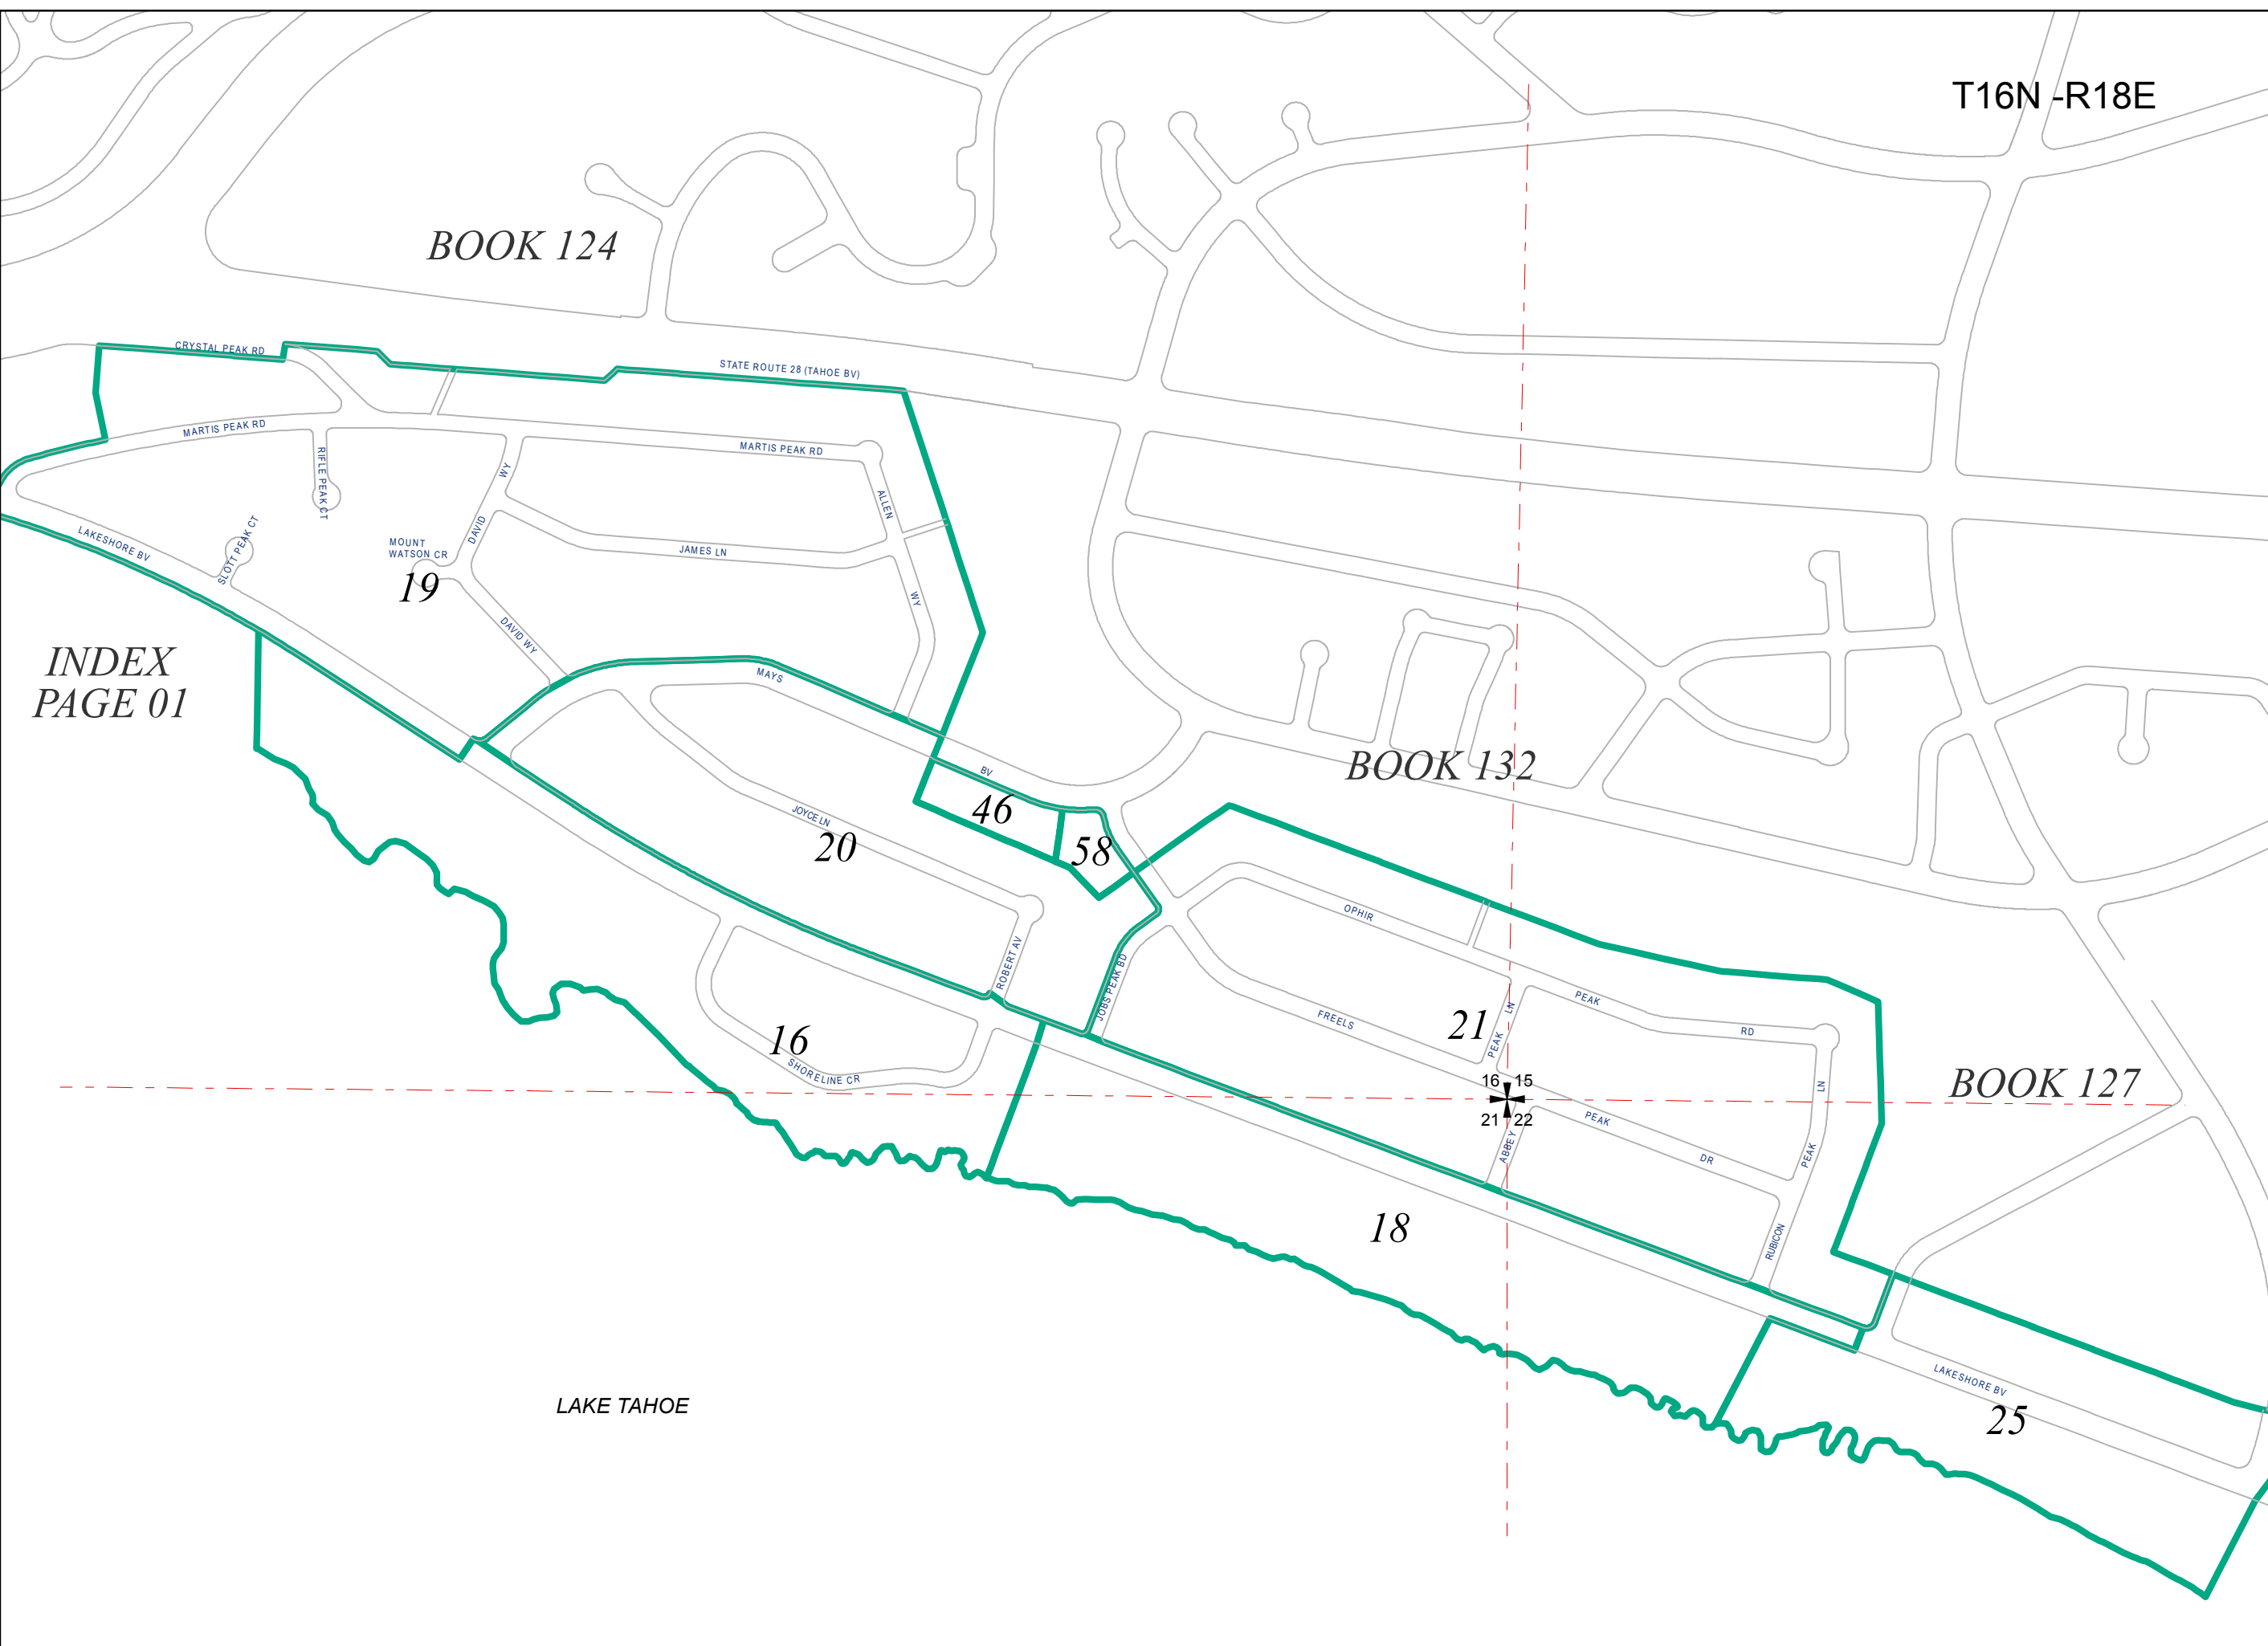 T16N -R18E
BOOK 124
CRYSTAL PEAK RD
STATE ROUTE 28 (TAHOE BV)
MARTIS PEAK RD
MARTIS PEAK RD
RIFLE PEAK CT
WY
DAVID
ALLEN
LAKESHORE BV
SLOTT PEAK CT
MOUNT
WATSON CR
JAMES LN
19
WY
DAVID WY
INDEX
PAGE 01
MAYS
BV
BOOK 132
46
JOYCE LN
20
58
OPHIR
ROBERT AV
JOBS PEAK RD
PEAK
LN
FREELS
21
PEAK
RD
16
SHORELINE CR
16
15
21
22
BOOK 127
LN
PEAK
ABBEY
DR
PEAK
18
RUBICON
LAKESHORE BV
LAKE TAHOE
25